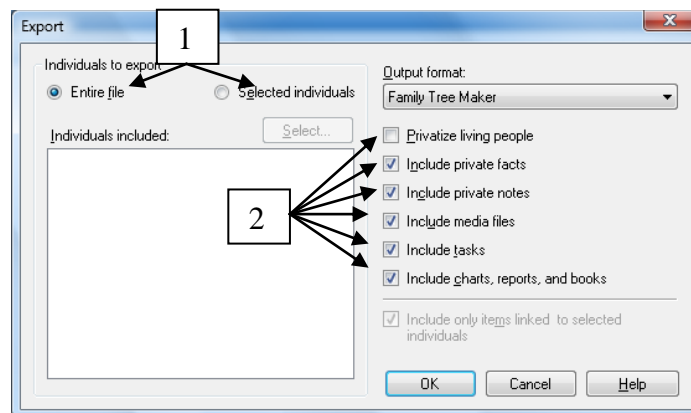 Export
1
Individuals to export
Entire file
Selected individuals
Individuals included:
Select...
Output format:
Family Tree Maker
Privatize living people
Include private facts
Include private notes
2
Include media files
Include tasks
Include charts, reports, and books
Include only items linked to selected
individuals
OK
Cancel
Help